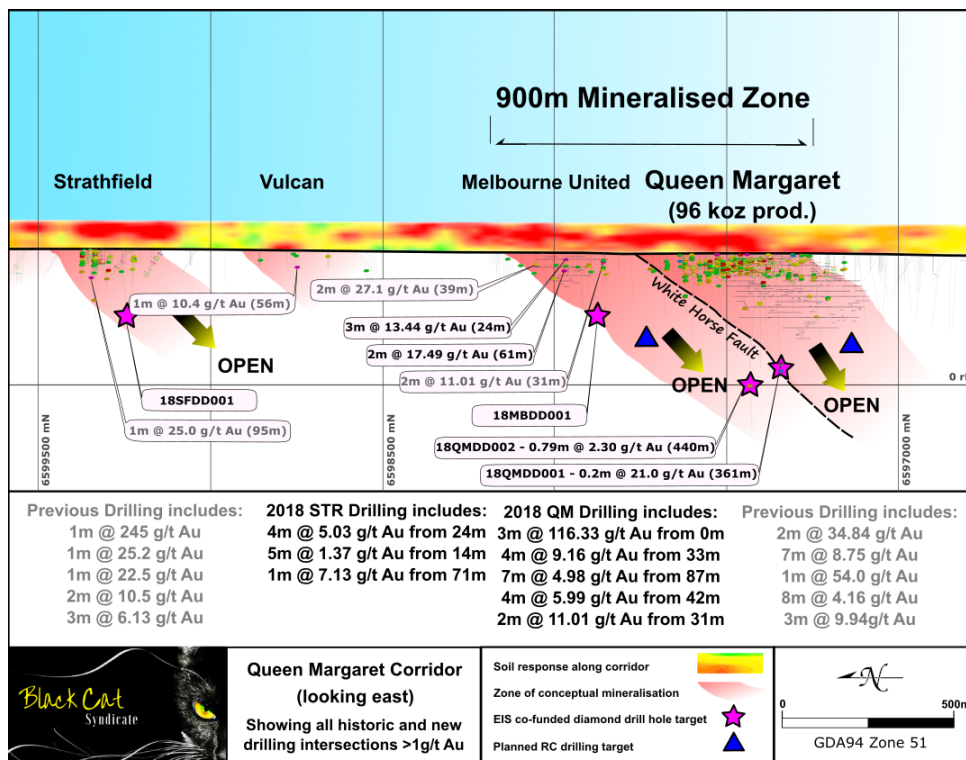 900m Mineralised Zone
Strathfield
Vulcan
Melbourne United
Queen Margaret
(96 koz prod.)
2m @ 27.1 g/t Au (39m)
1m @ 10.4 g/t Au (56m)
3m @ 13.44 g/t Au (24m)
2m @ 17.49 g/t Au (61m)
2m @ 11.01 g/t Au (31m)
White Horse Fault
OPEN
OPEN
OPEN
0 rl
18SFDD001
1m @ 25.0 g/t Au (95m)
18MBDD001
18QMDD002 - 0.79m @ 2.30 g/t Au (440m)
18QMDD001 - 0.2m @ 21.0 g/t Au (361m)
6599500 mN
6598500 mN
6597000 mN
Previous Drilling includes:
1m @ 245 g/t Au
1m @ 25.2 g/t Au
1m @ 22.5 g/t Au
2m @ 10.5 g/t Au
3m @ 6.13 g/t Au
2018 STR Drilling includes:
4m @ 5.03 g/t Au from 24m
5m @ 1.37 g/t Au from 14m
1m @ 7.13 g/t Au from 71m
2018 QM Drilling includes:
3m @ 116.33 g/t Au from 0m
4m @ 9.16 g/t Au from 33m
7m @ 4.98 g/t Au from 87m
4m @ 5.99 g/t Au from 42m
2m @ 11.01 g/t Au from 31m
Previous Drilling includes:
2m @ 34.84 g/t Au
7m @ 8.75 g/t Au
1m @ 54.0 g/t Au
8m @ 4.16 g/t Au
3m @ 9.94g/t Au
Black Cat
Syndicate
Queen Margaret Corridor
(looking east)
Showing all historic and new
drilling intersections >1g/t Au
Soil response along corridor
Zone of conceptual mineralisation
EIS co-funded diamond drill hole target
Planned RC drilling target
N
0
500m
GDA94 Zone 51